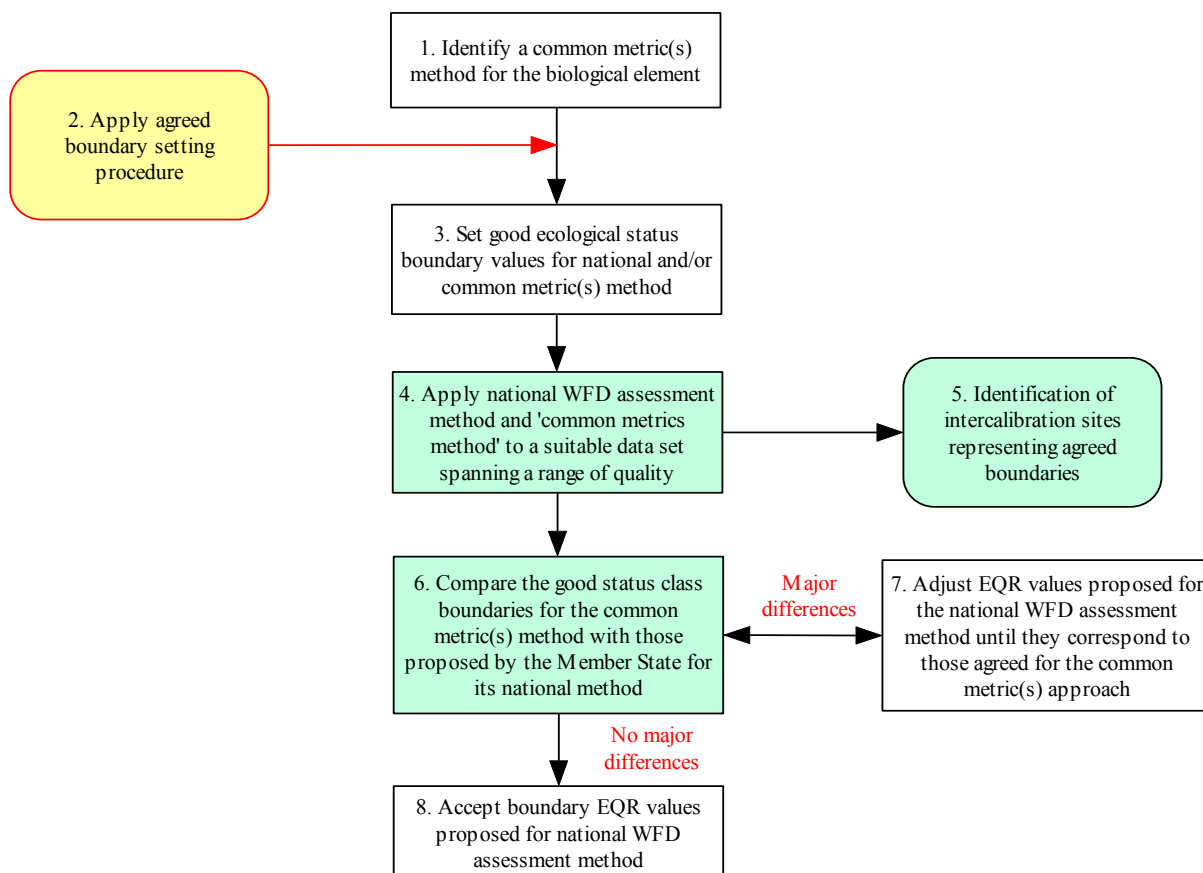 1. Identify a common metric(s)
method for the biological element
2. Apply agreed
boundary setting
procedure
3. Set good ecological status
boundary values for national and/or
common metric(s) method
4. Apply national WFD assessment
method and 'common metrics
method' to a suitable data set
spanning a range of quality
5. Identification of
intercalibration sites
representing agreed
boundaries
6. Compare the good status class
boundaries for the common
metric(s) method with those
proposed by the Member State for
its national method
Major
differences
7. Adjust EQR values proposed for
the national WFD assessment
method until they correspond to
those agreed for the common
metric(s) approach
No major
differences
8. Accept boundary EQR values
proposed for national WFD
assessment method